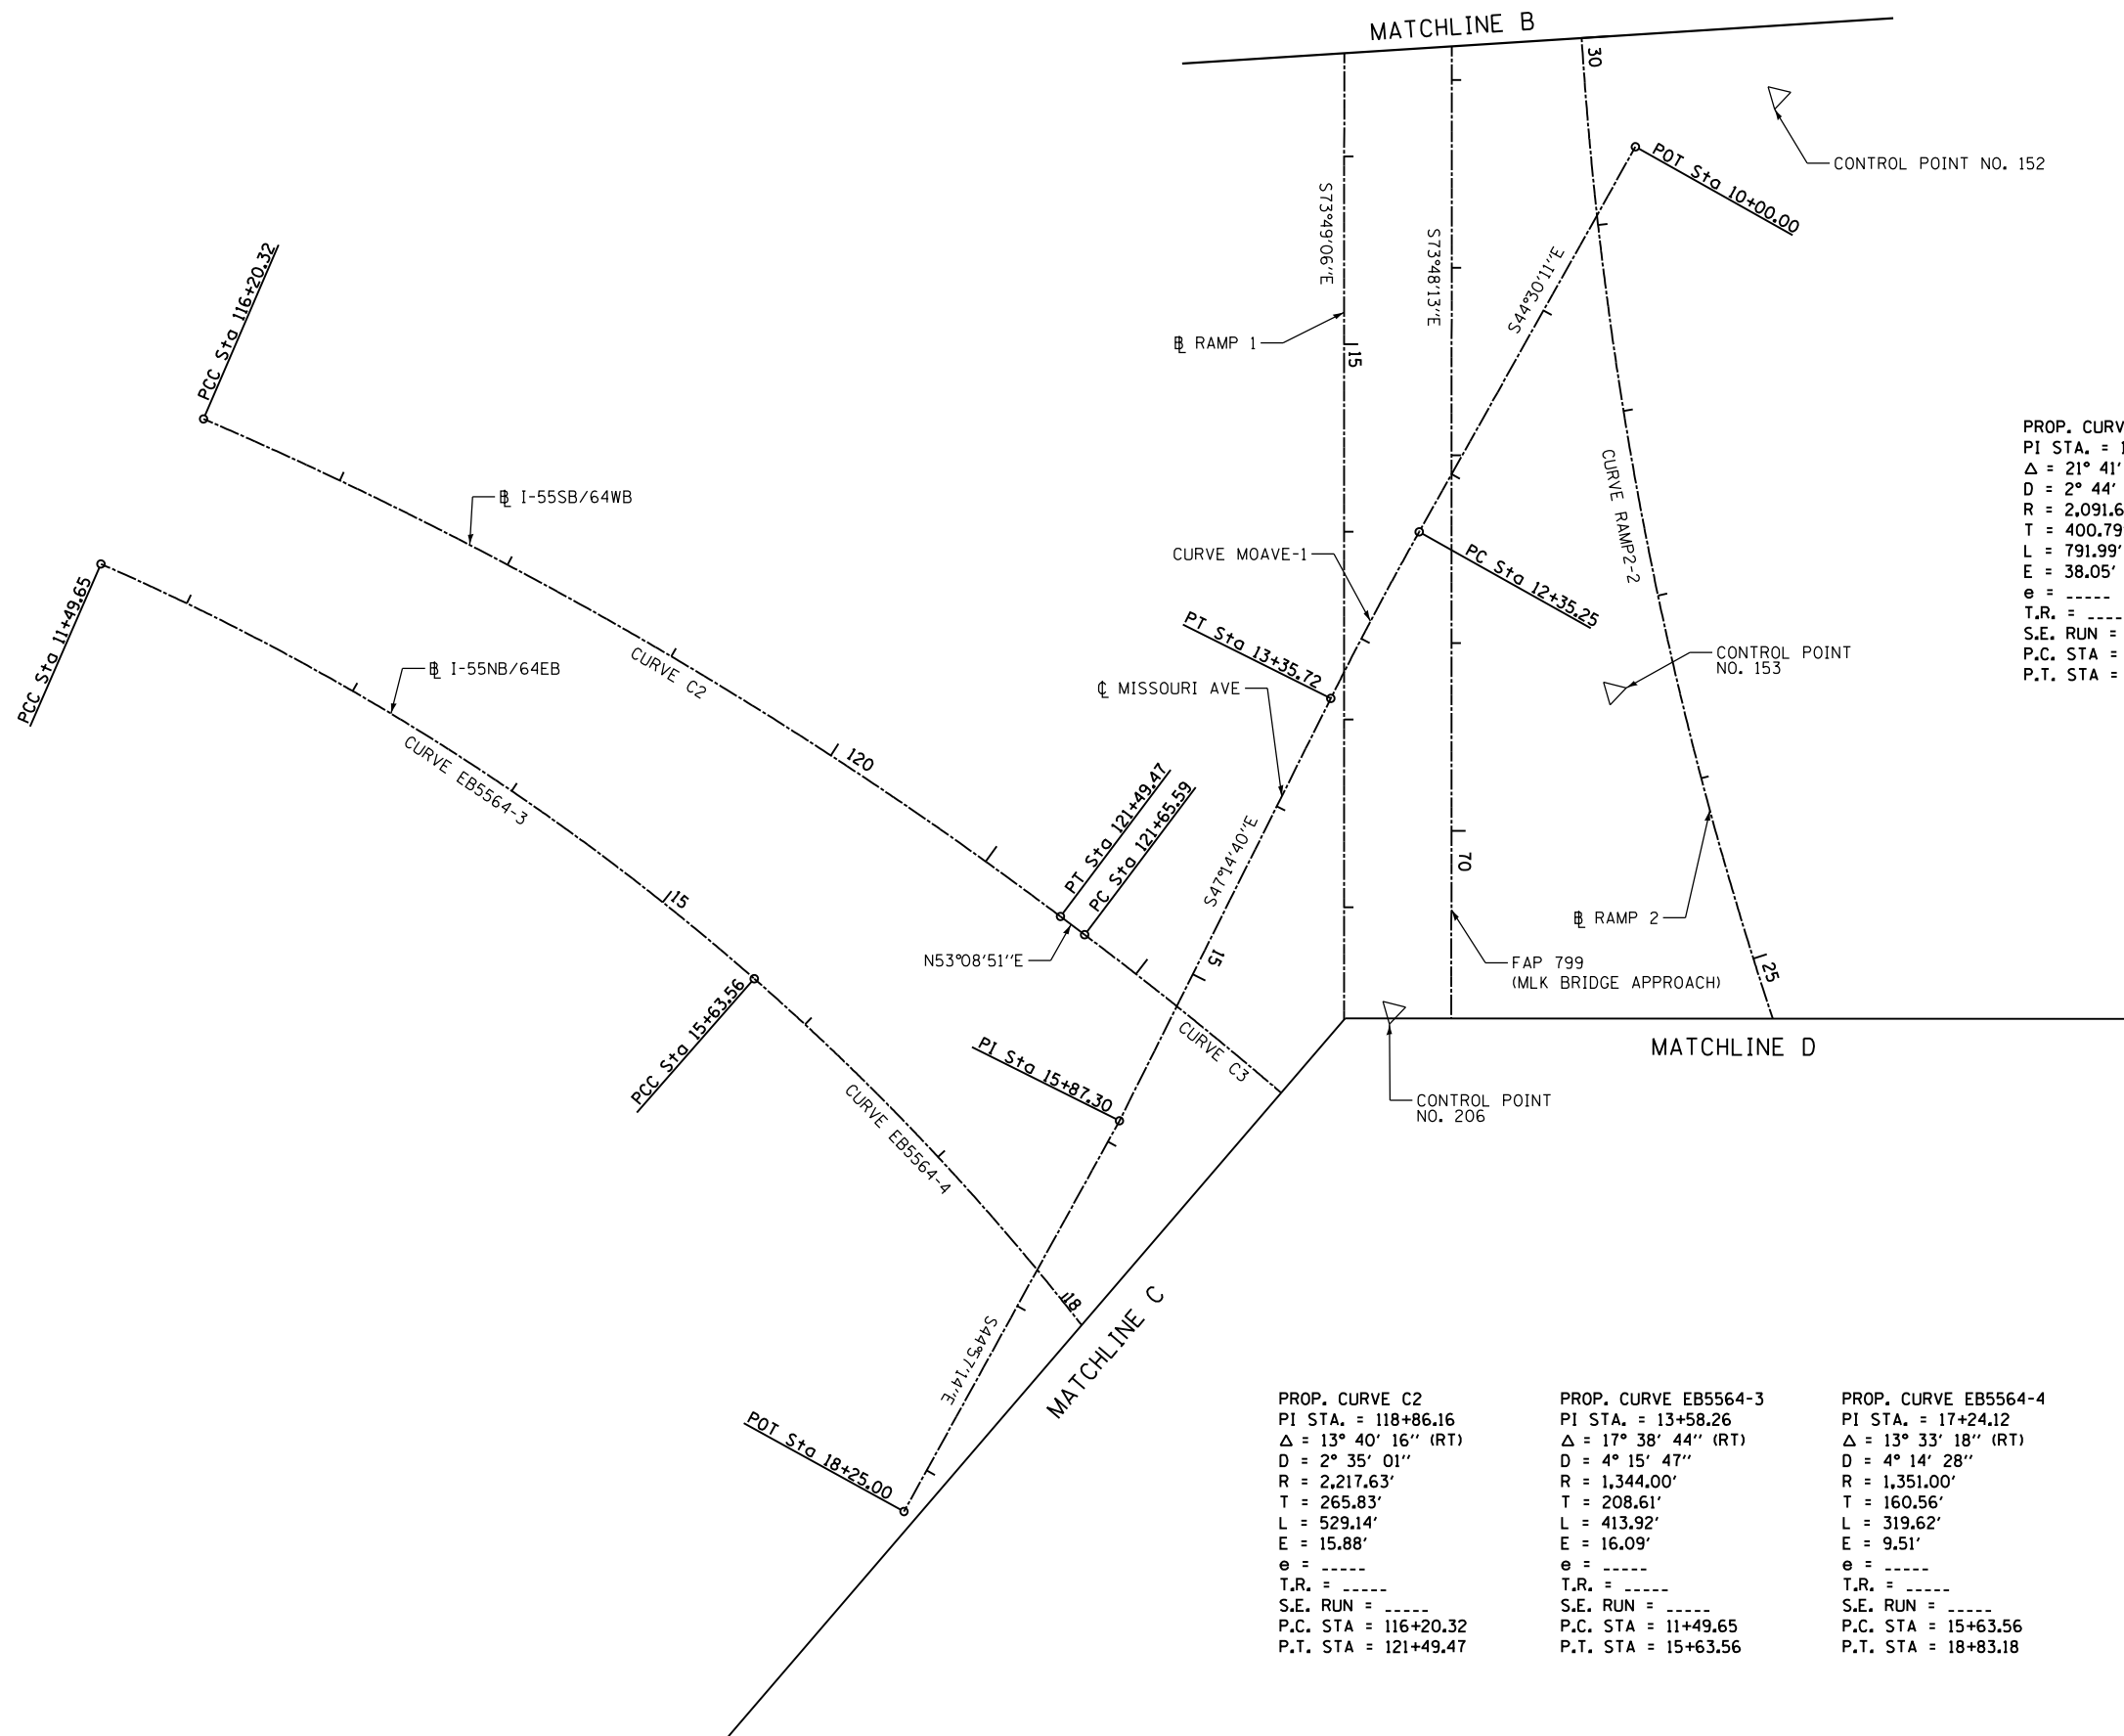 MATCHLINE B
30
CONTROL POINT NO. 152
POT Sta 10+00.00
S73°49'06"E
S73°48'13"E
S44°30'11"E
PCC Sta 116+20.32
℄ RAMP 1
15
PROP. CURV
PI STA. = 1
Δ = 21° 41'
D = 2° 44'
R = 2,091.6
T = 400.79
L = 791.99'
E = 38.05'
e = -----
T.R. = ----
S.E. RUN =
P.C. STA =
P.T. STA =
℄ I-55SB/64WB
CURVE RAMP2-2
CURVE MOAVE-1
PC Sta 12+35.25
PCC Sta 11+49.65
PT Sta 13+35.72
CURVE C2
℄ I-55NB/64EB
℄ MISSOURI AVE
CONTROL POINT
NO. 153
CURVE EB5564-3
120
PT Sta 121+49.47
PC Sta 121+65.59
S47°14'40"E
70
15
℄ RAMP 2
N53°08'51"E
15
FAP 799
(MLK BRIDGE APPROACH)
25
PCC Sta 15+63.56
PI Sta 15+87.30
CURVE C3
MATCHLINE D
CONTROL POINT
NO. 206
CURVE EB5564-4
18
S44°57'14"E
MATCHLINE C
POT Sta 18+25.00
PROP. CURVE C2
PI STA. = 118+86.16
Δ = 13° 40' 16" (RT)
D = 2° 35' 01"
R = 2,217.63'
T = 265.83'
L = 529.14'
E = 15.88'
e = -----
T.R. = -----
S.E. RUN = -----
P.C. STA = 116+20.32
P.T. STA = 121+49.47
PROP. CURVE EB5564-3
PI STA. = 13+58.26
Δ = 17° 38' 44" (RT)
D = 4° 15' 47"
R = 1,344.00'
T = 208.61'
L = 413.92'
E = 16.09'
e = -----
T.R. = -----
S.E. RUN = -----
P.C. STA = 11+49.65
P.T. STA = 15+63.56
PROP. CURVE EB5564-4
PI STA. = 17+24.12
Δ = 13° 33' 18" (RT)
D = 4° 14' 28"
R = 1,351.00'
T = 160.56'
L = 319.62'
E = 9.51'
e = -----
T.R. = -----
S.E. RUN = -----
P.C. STA = 15+63.56
P.T. STA = 18+83.18